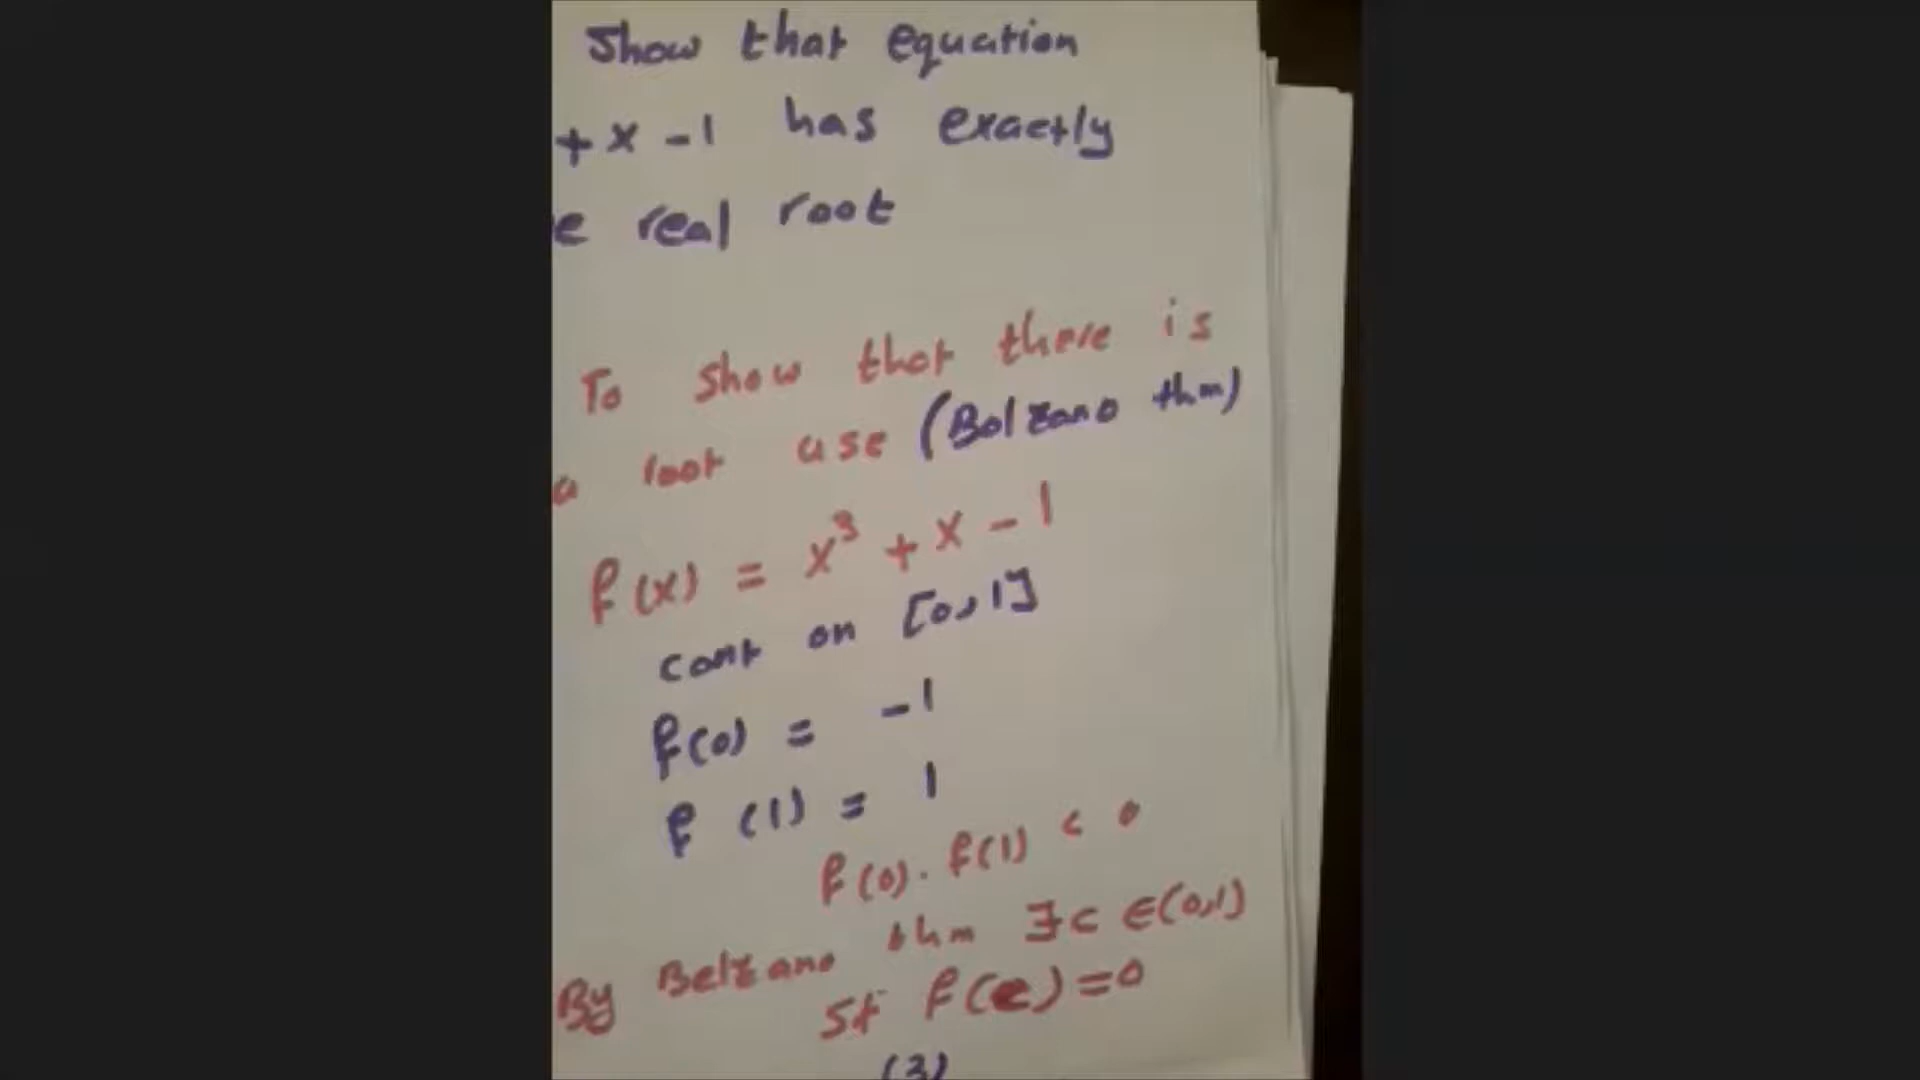 Show that equation
+ x - 1 has exactly
e real root
To show that there is
a root use (Bolzano thm)
f(x) = x³ + x - 1
cont on [0,1]
f(0) = -1
f(1) = 1
f(0). f(1) < 0
By Bolzano thm ∃c ∈(0,1)
st f(c)=0
(3)